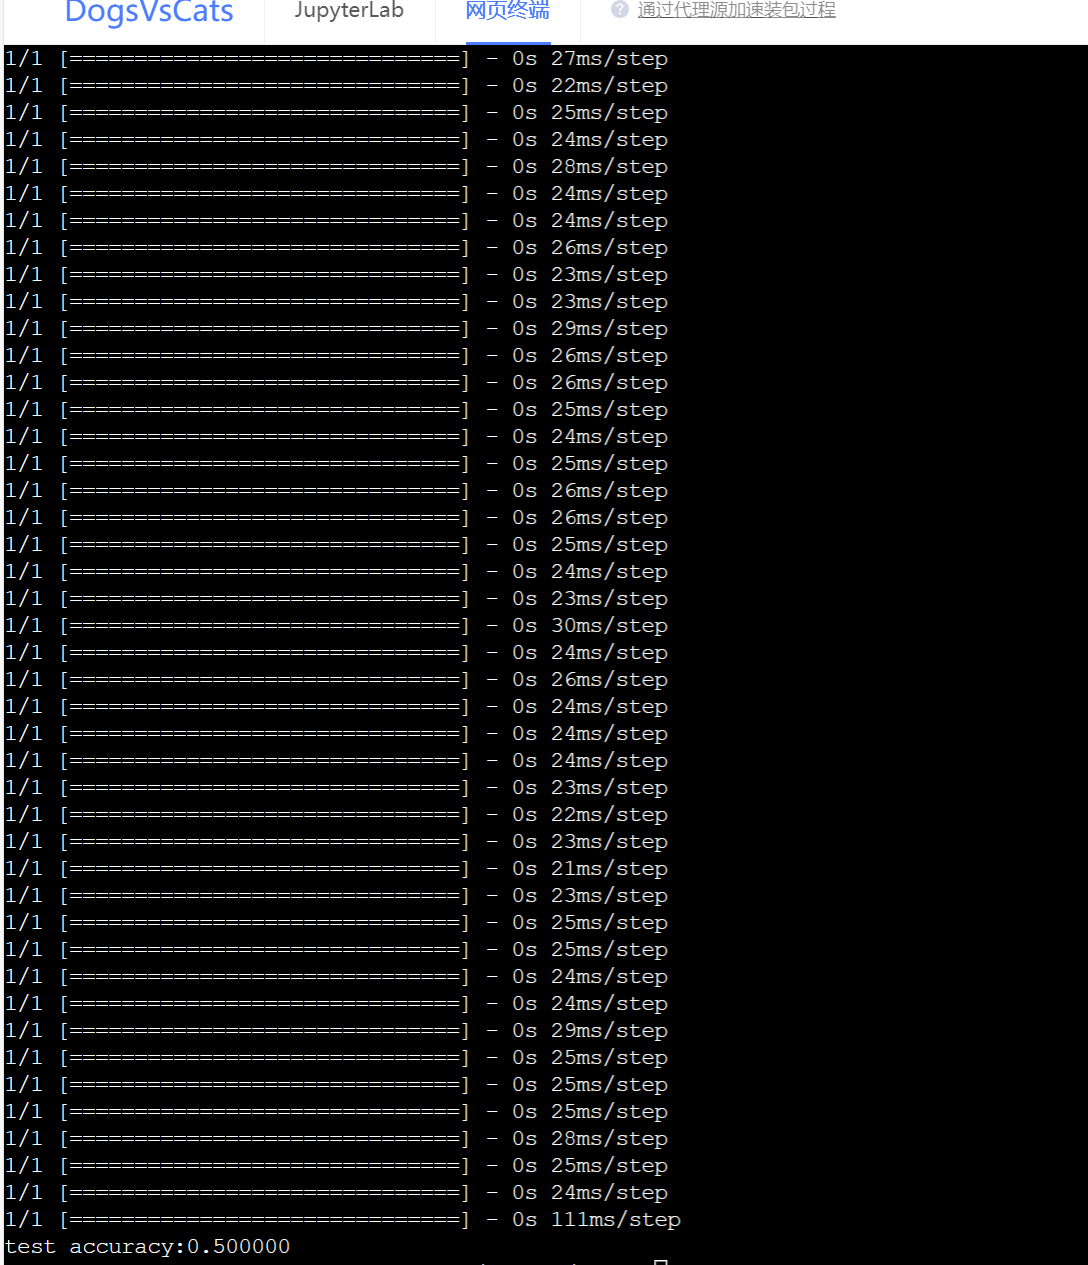 DogsVsCats JupyterLab 网页终端 ? 通过代理源加速装包过程
1/1 [==============================] - 0s 27ms/step
1/1 [==============================] - 0s 22ms/step
1/1 [==============================] - 0s 25ms/step
1/1 [==============================] - 0s 24ms/step
1/1 [==============================] - 0s 28ms/step
1/1 [==============================] - 0s 24ms/step
1/1 [==============================] - 0s 24ms/step
1/1 [==============================] - 0s 26ms/step
1/1 [==============================] - 0s 23ms/step
1/1 [==============================] - 0s 23ms/step
1/1 [==============================] - 0s 29ms/step
1/1 [==============================] - 0s 26ms/step
1/1 [==============================] - 0s 26ms/step
1/1 [==============================] - 0s 25ms/step
1/1 [==============================] - 0s 24ms/step
1/1 [==============================] - 0s 25ms/step
1/1 [==============================] - 0s 26ms/step
1/1 [==============================] - 0s 26ms/step
1/1 [==============================] - 0s 25ms/step
1/1 [==============================] - 0s 24ms/step
1/1 [==============================] - 0s 23ms/step
1/1 [==============================] - 0s 30ms/step
1/1 [==============================] - 0s 24ms/step
1/1 [==============================] - 0s 26ms/step
1/1 [==============================] - 0s 24ms/step
1/1 [==============================] - 0s 24ms/step
1/1 [==============================] - 0s 24ms/step
1/1 [==============================] - 0s 23ms/step
1/1 [==============================] - 0s 22ms/step
1/1 [==============================] - 0s 23ms/step
1/1 [==============================] - 0s 21ms/step
1/1 [==============================] - 0s 23ms/step
1/1 [==============================] - 0s 25ms/step
1/1 [==============================] - 0s 25ms/step
1/1 [==============================] - 0s 24ms/step
1/1 [==============================] - 0s 24ms/step
1/1 [==============================] - 0s 29ms/step
1/1 [==============================] - 0s 25ms/step
1/1 [==============================] - 0s 25ms/step
1/1 [==============================] - 0s 25ms/step
1/1 [==============================] - 0s 28ms/step
1/1 [==============================] - 0s 25ms/step
1/1 [==============================] - 0s 24ms/step
1/1 [==============================] - 0s 111ms/step
test accuracy:0.500000